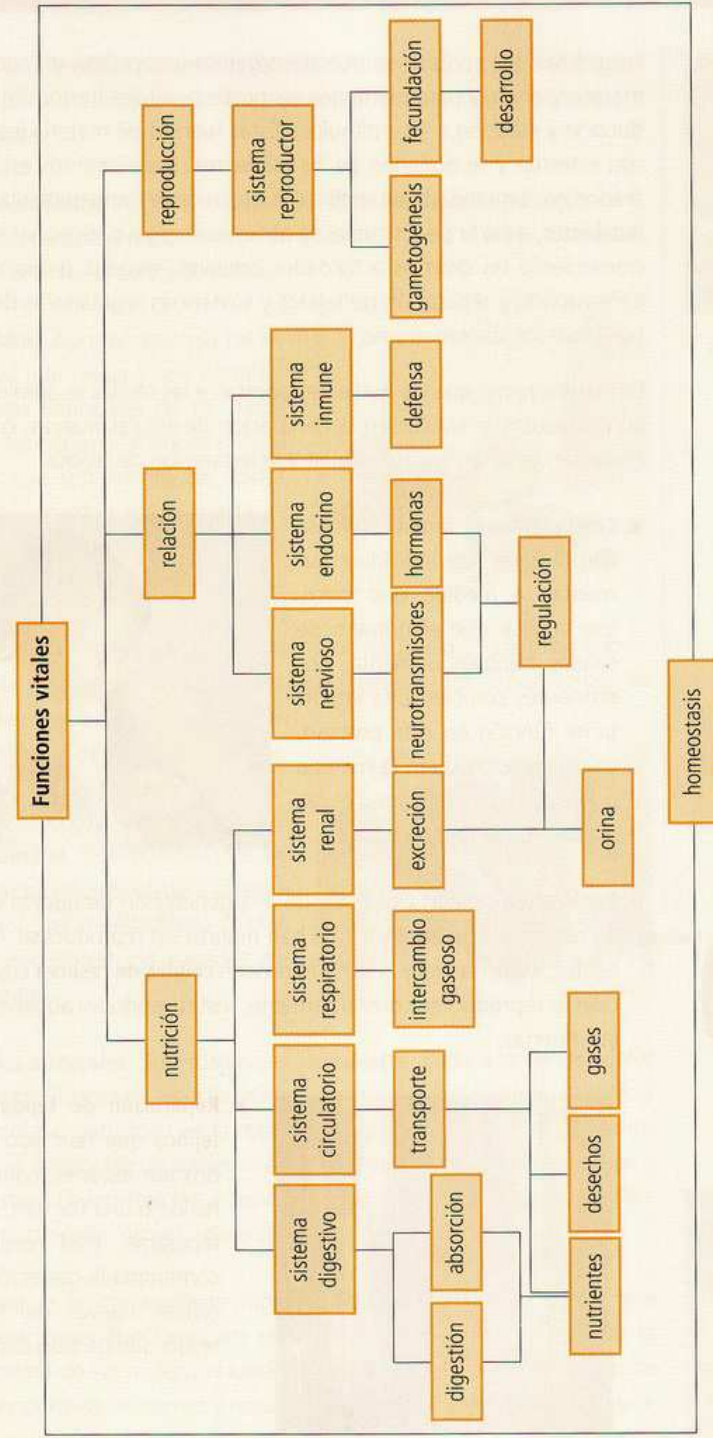 Funciones vitales
nutrición
relación
reproducción
sistema
digestivo
sistema
circulatorio
sistema
respiratorio
sistema
renal
sistema
nervioso
sistema
endocrino
sistema
inmune
sistema
reproductor
digestión
absorción
transporte
intercambio
gaseoso
excreción
neurotransmisores
hormonas
defensa
gametogénesis
fecundación
desarrollo
nutrientes
desechos
gases
orina
regulación
homeostasis